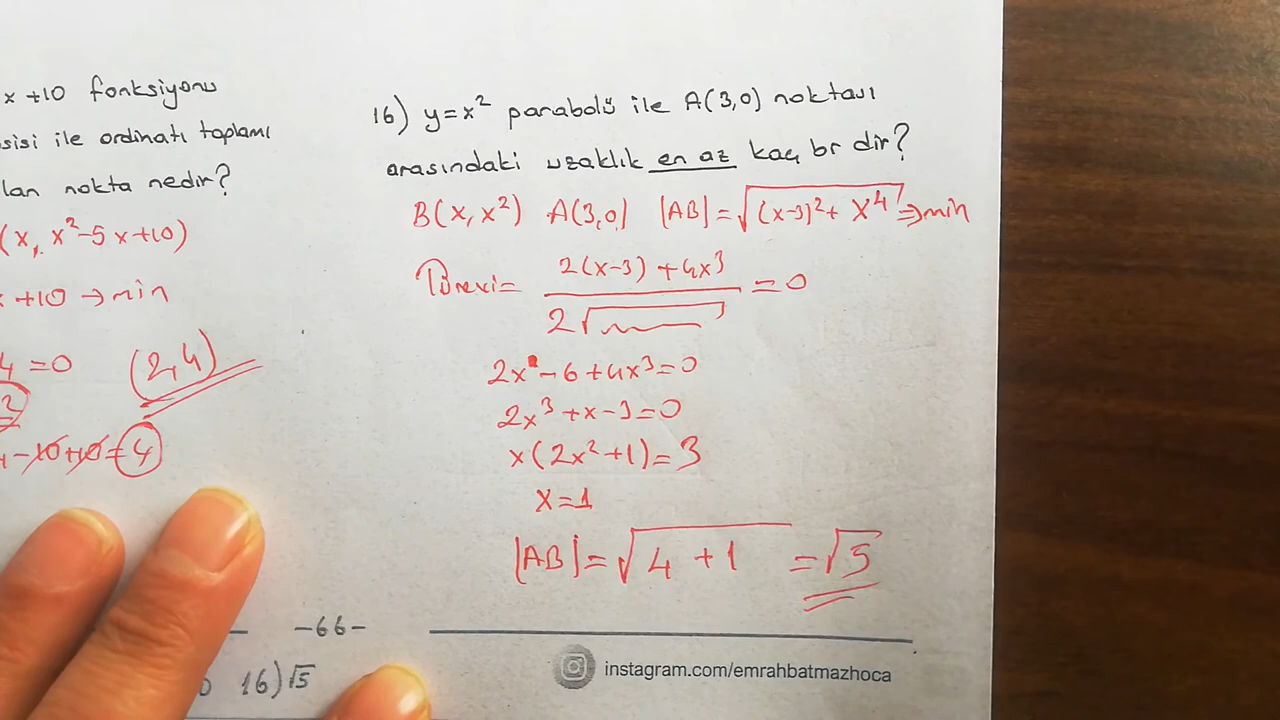 x +10 fonksiyonu
sisi ile ordinatı toplamı
lan nokta nedir?
(x, x²-5x+10)
x +10 → min
4 =0 (2,4)
2
-10+10 = 4
16) y=x² parabolü ile A(3,0) noktası
arasındaki uzaklık en az kaç br dir?
B(x, x²) A(3,0) |AB|=√(x-3)²+ x⁴ ⇒ min
= 2(x-3) + 4x³ / 2√ = 0
2x - 6 + 4x³ = 0
2x³ + x - 3 = 0
x(2x²+1) = 3
x = 1
|AB| = √4 + 1 = √5
-66-
16) √5
instagram.com/emrahbatmazhoca